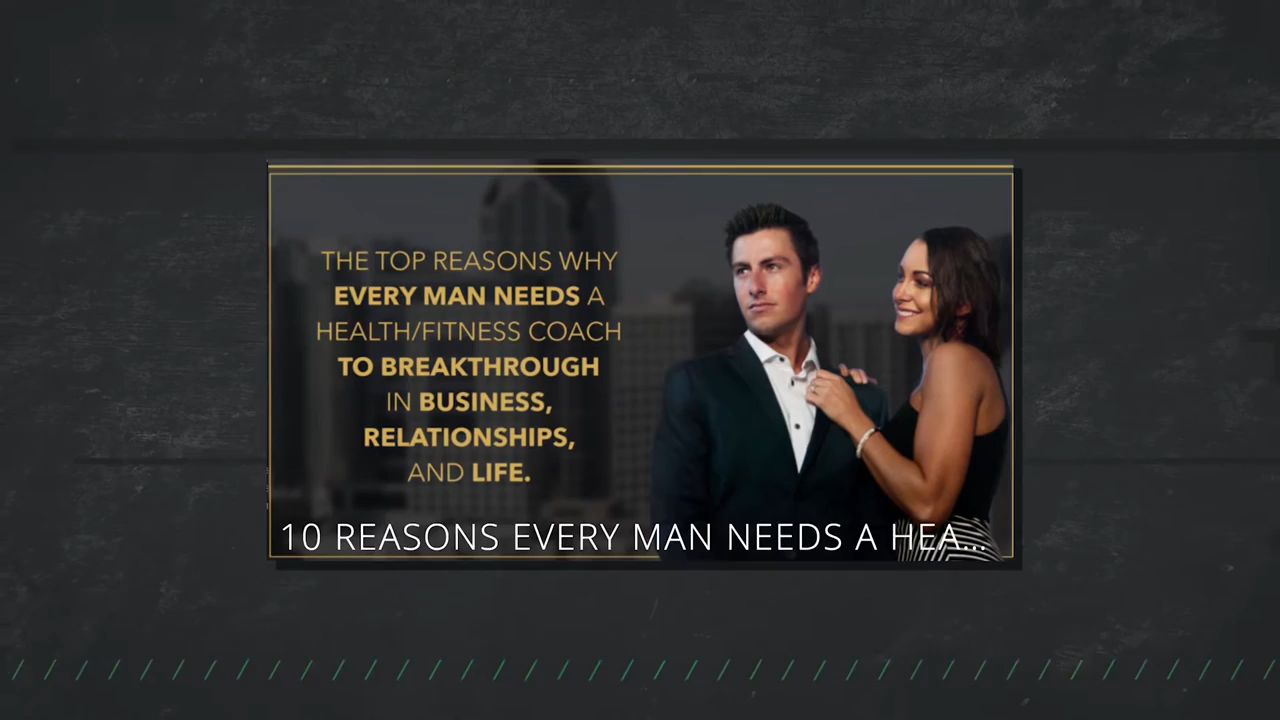 THE TOP REASONS WHY
EVERY MAN NEEDS A
HEALTH/FITNESS COACH
TO BREAKTHROUGH
IN BUSINESS,
RELATIONSHIPS,
AND LIFE.
10 REASONS EVERY MAN NEEDS A HEA...